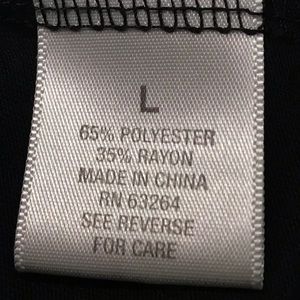 L
65% POLYESTER
35% RAYON
MADE IN CHINA
RN 63264
SEE REVERSE
FOR CARE